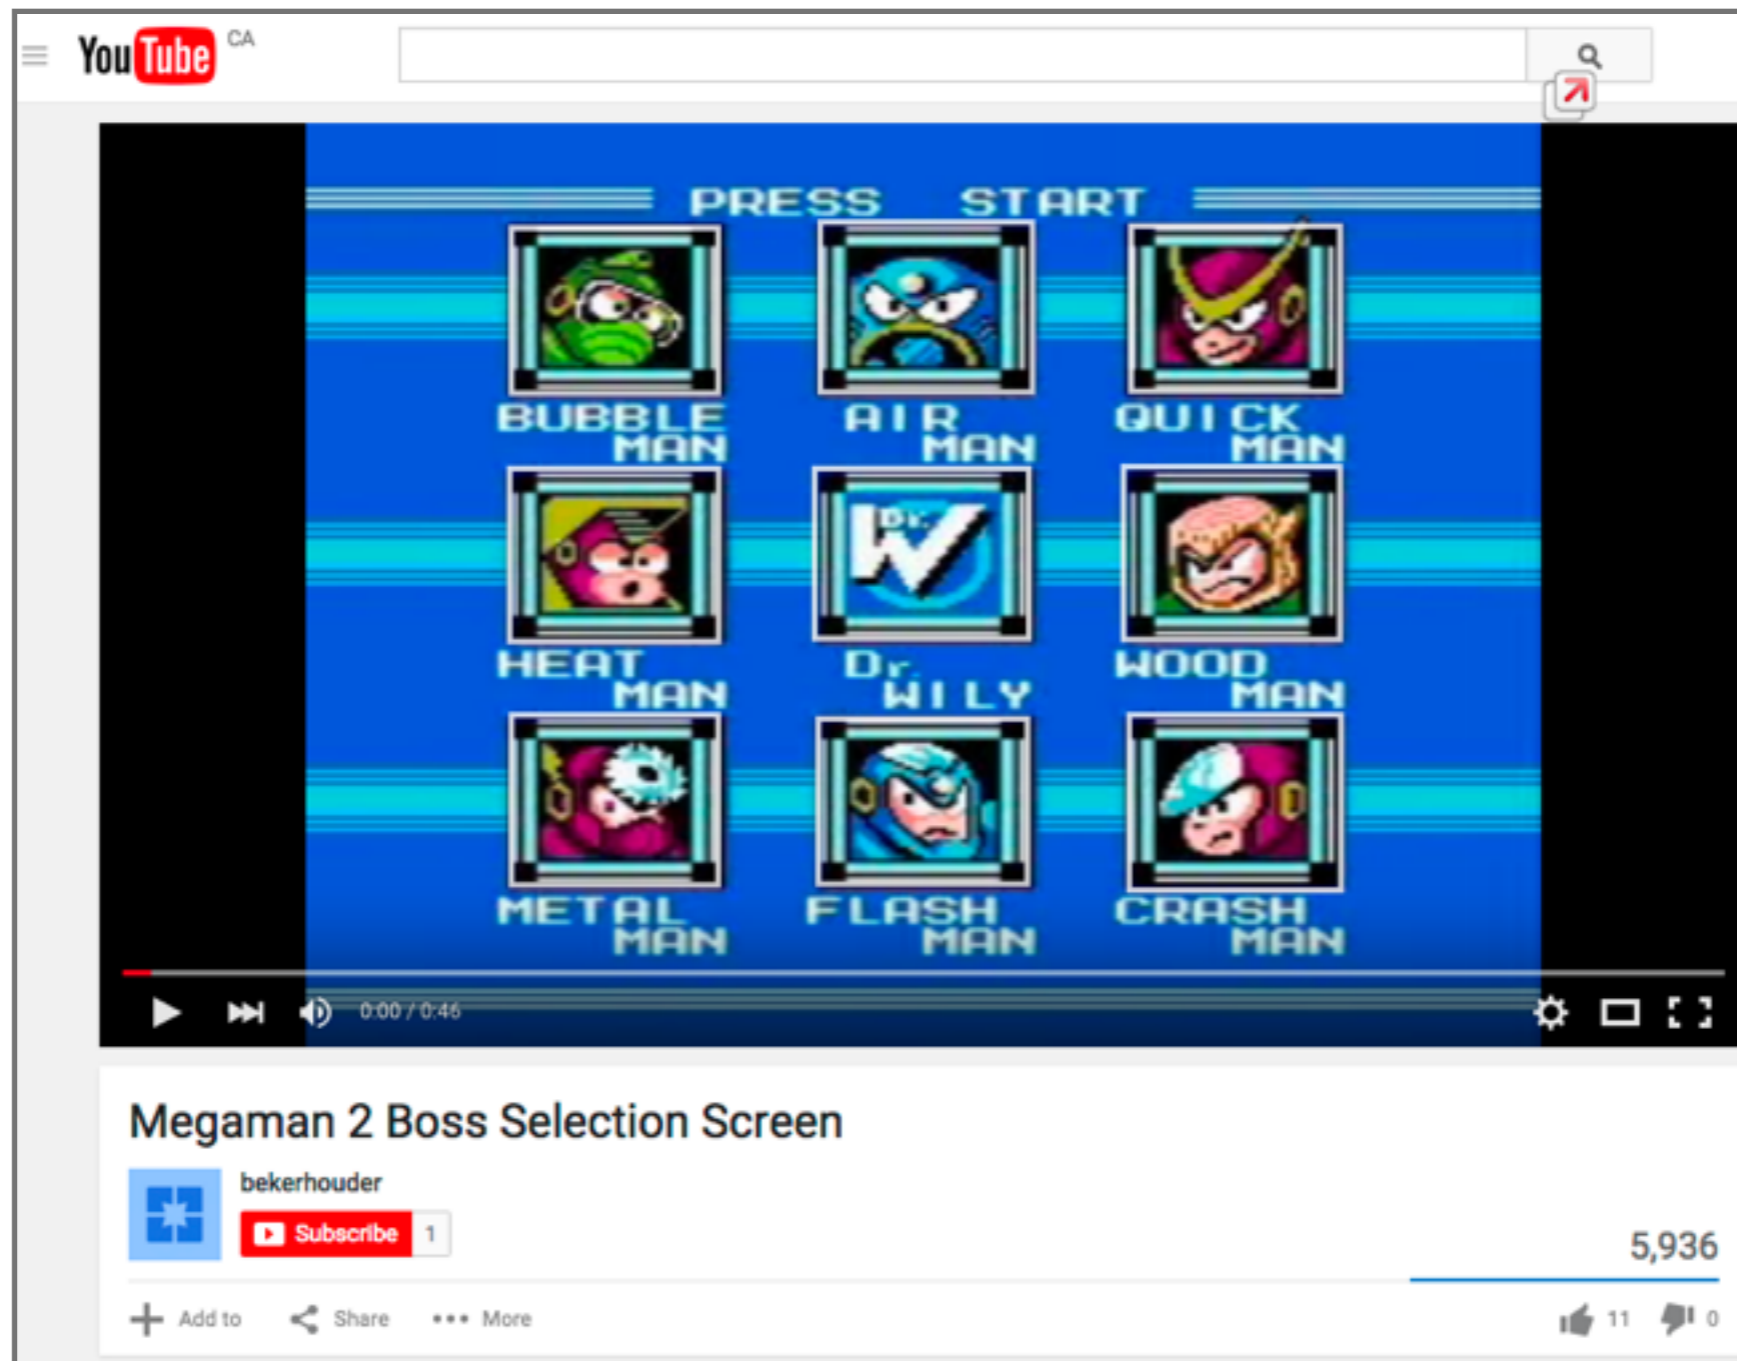 YouTube CA
PRESS START
BUBBLE MAN
AIR MAN
QUICK MAN
Dr. W
HEAT MAN
Dr. WILY
WOOD MAN
METAL MAN
FLASH MAN
CRASH MAN
0:00 / 0:46
Megaman 2 Boss Selection Screen
bekerhouder
Subscribe 1
5,936
Add to Share More
11 0